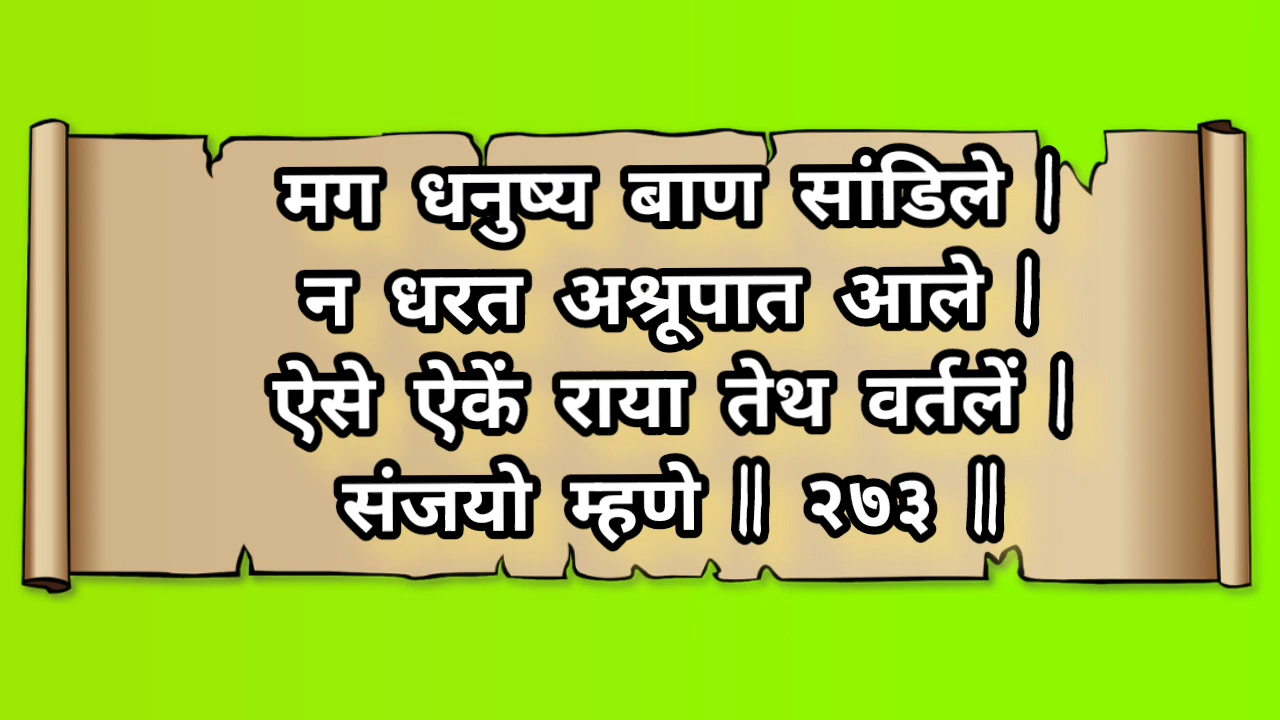 मग धनुष्य बाण सांडिले |
न धरत अश्रूपात आले |
ऐसे ऐकें राया तेथ वर्तलें |
संजयो म्हणे || २७३ ||